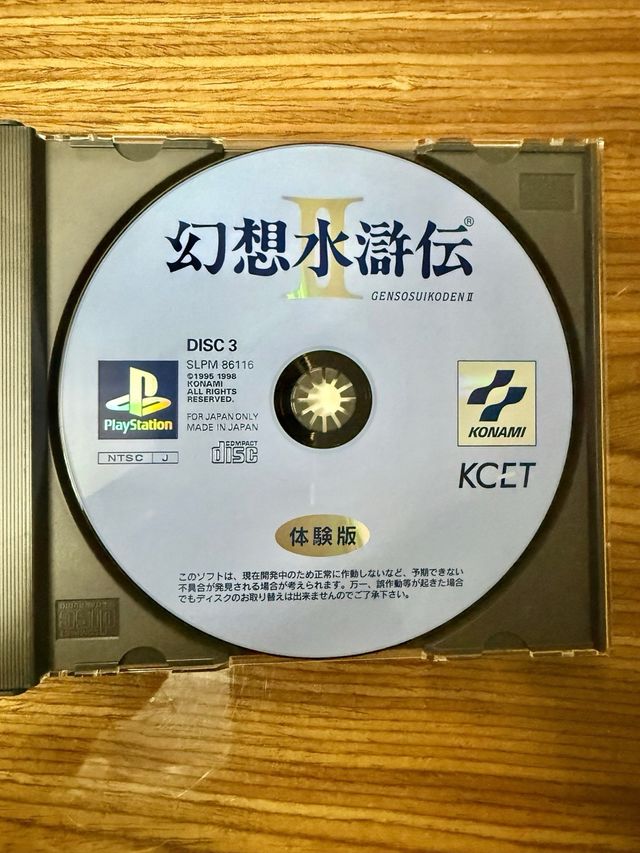 幻想水滸伝®
II
GENSOSUIKODEN II
DISC 3
SLPM 86116
©1995 1998
KONAMI
ALL RIGHTS
RESERVED.
FOR JAPAN ONLY
MADE IN JAPAN
PlayStation
NTSC J
COMPACT
disc
KONAMI
KCET
体験版
このソフトは、現在開発中のため正常に作動しないなど、予期できない
不具合が発見される場合が考えられます。万一、誤作動等が起きた場合
でもディスクのお取り替えは出来ませんのでご了承下さい。